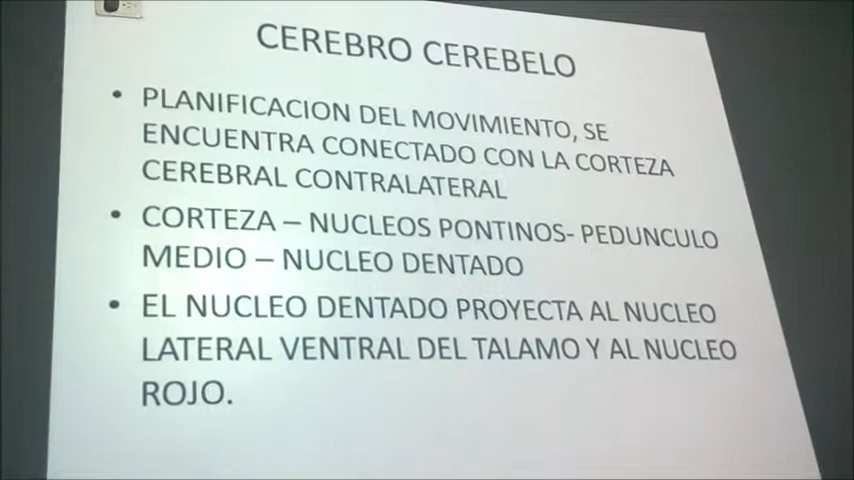 CEREBRO CEREBELO
• PLANIFICACION DEL MOVIMIENTO, SE
ENCUENTRA CONECTADO CON LA CORTEZA
CEREBRAL CONTRALATERAL
• CORTEZA – NUCLEOS PONTINOS- PEDUNCULO
MEDIO – NUCLEO DENTADO
• EL NUCLEO DENTADO PROYECTA AL NUCLEO
LATERAL VENTRAL DEL TALAMO Y AL NUCLEO
ROJO.